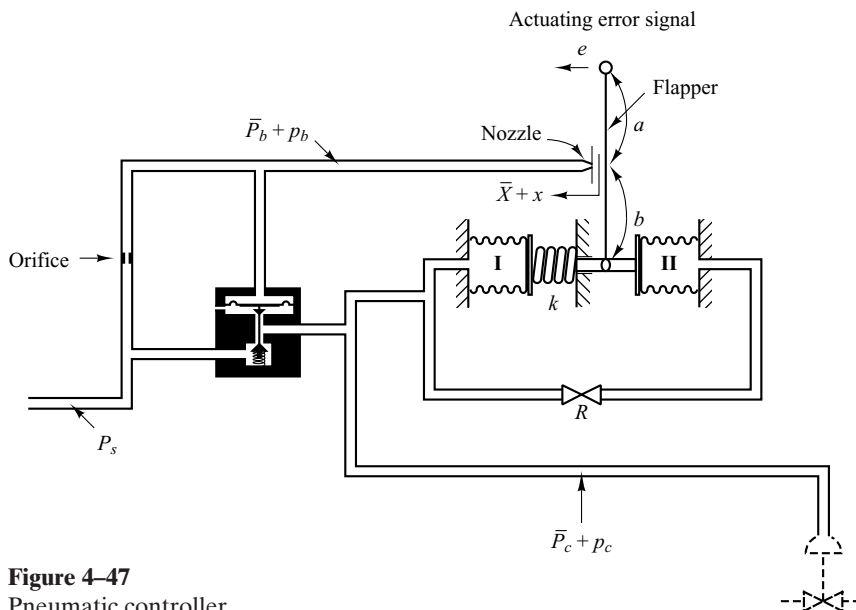 Actuating error signal
e
Flapper
a
P̄b + pb
Nozzle
X̄ + x
b
Orifice
I
II
k
R
Ps
P̄c + pc
Figure 4–47
Pneumatic controller.